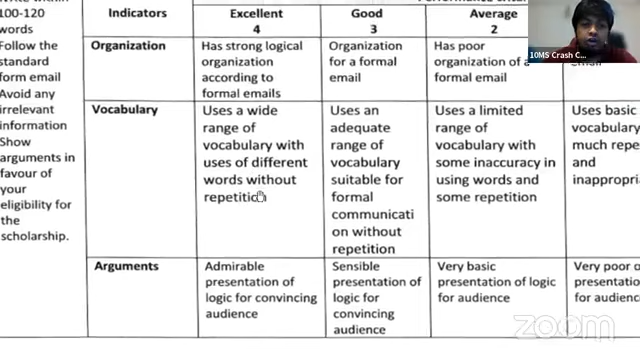 100-120
words
Follow the
standard
form email
Avoid any
irrelevant
information
Show
arguments in
favour of
your
eligibility for
the
scholarship.
Indicators
Excellent
4
Good
3
Average
2
Organization
Has strong logical
organization
according to
formal emails
Organization
for a formal
email
Has poor
organization of a
formal email
email
Vocabulary
Uses a wide
range of
vocabulary with
uses of different
words without
repetition
Uses an
adequate
range of
vocabulary
suitable for
formal
communicati
on without
repetition
Uses a limited
range of
vocabulary with
some inaccuracy in
using words and
some repetition
Uses basic
vocabulary
much repe
and
inappropria
Arguments
Admirable
presentation of
logic for convincing
audience
Sensible
presentation of
logic for
convincing
audience
Very basic
presentation of logic
for audience
Very poor o
presentatio
for audience
10MS Crash C...
zoom